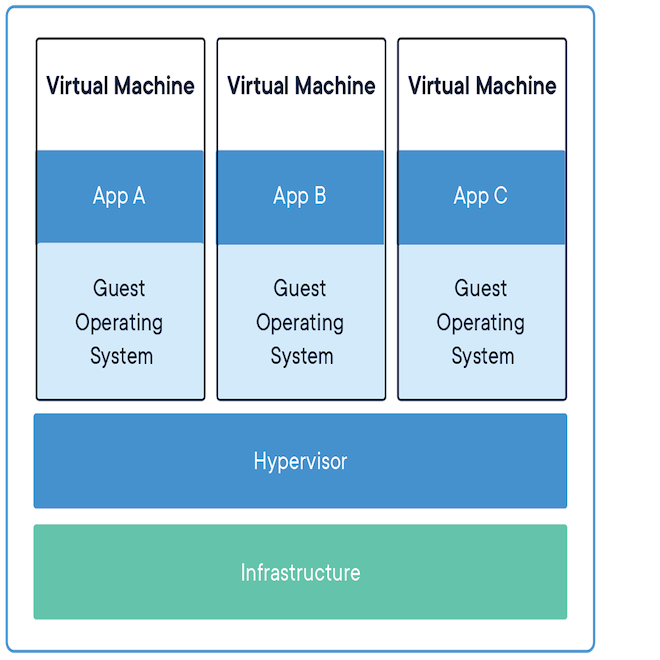 Virtual Machine
Virtual Machine
Virtual Machine
App A
App B
App C
Guest
Operating
System
Guest
Operating
System
Guest
Operating
System
Hypervisor
Infrastructure